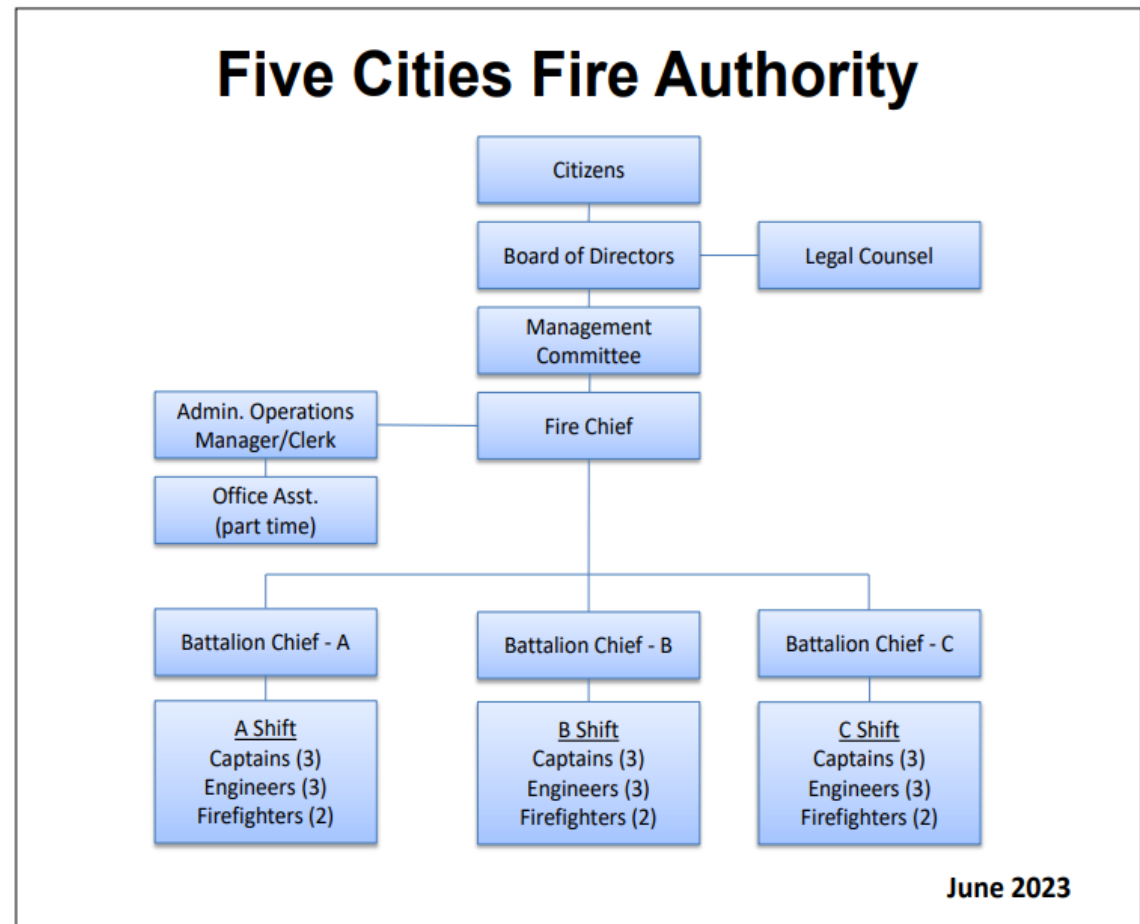 Five Cities Fire Authority
Citizens
Board of Directors
Legal Counsel
Management
Committee
Admin. Operations
Manager/Clerk
Fire Chief
Office Asst.
(part time)
Battalion Chief - A
Battalion Chief - B
Battalion Chief - C
A Shift
Captains (3)
Engineers (3)
Firefighters (2)
B Shift
Captains (3)
Engineers (3)
Firefighters (2)
C Shift
Captains (3)
Engineers (3)
Firefighters (2)
June 2023